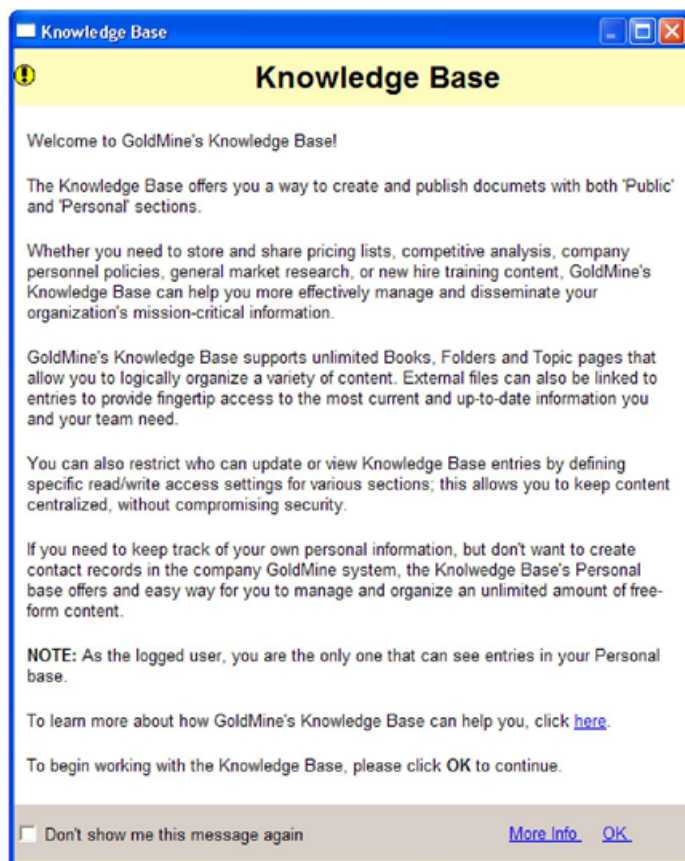 Knowledge Base
Knowledge Base
Welcome to GoldMine's Knowledge Base!
The Knowledge Base offers you a way to create and publish documets with both 'Public'
and 'Personal' sections.
Whether you need to store and share pricing lists, competitive analysis, company
personnel policies, general market research, or new hire training content, GoldMine's
Knowledge Base can help you more effectively manage and disseminate your
organization's mission-critical information.
GoldMine's Knowledge Base supports unlimited Books, Folders and Topic pages that
allow you to logically organize a variety of content. External files can also be linked to
entries to provide fingertip access to the most current and up-to-date information you
and your team need.
You can also restrict who can update or view Knowledge Base entries by defining
specific read/write access settings for various sections; this allows you to keep content
centralized, without compromising security.
If you need to keep track of your own personal information, but don't want to create
contact records in the company GoldMine system, the Knolwedge Base's Personal
base offers and easy way for you to manage and organize an unlimited amount of free-
form content.
NOTE: As the logged user, you are the only one that can see entries in your Personal
base.
To learn more about how GoldMine's Knowledge Base can help you, click here.
To begin working with the Knowledge Base, please click OK to continue.
Don't show me this message again More Info OK